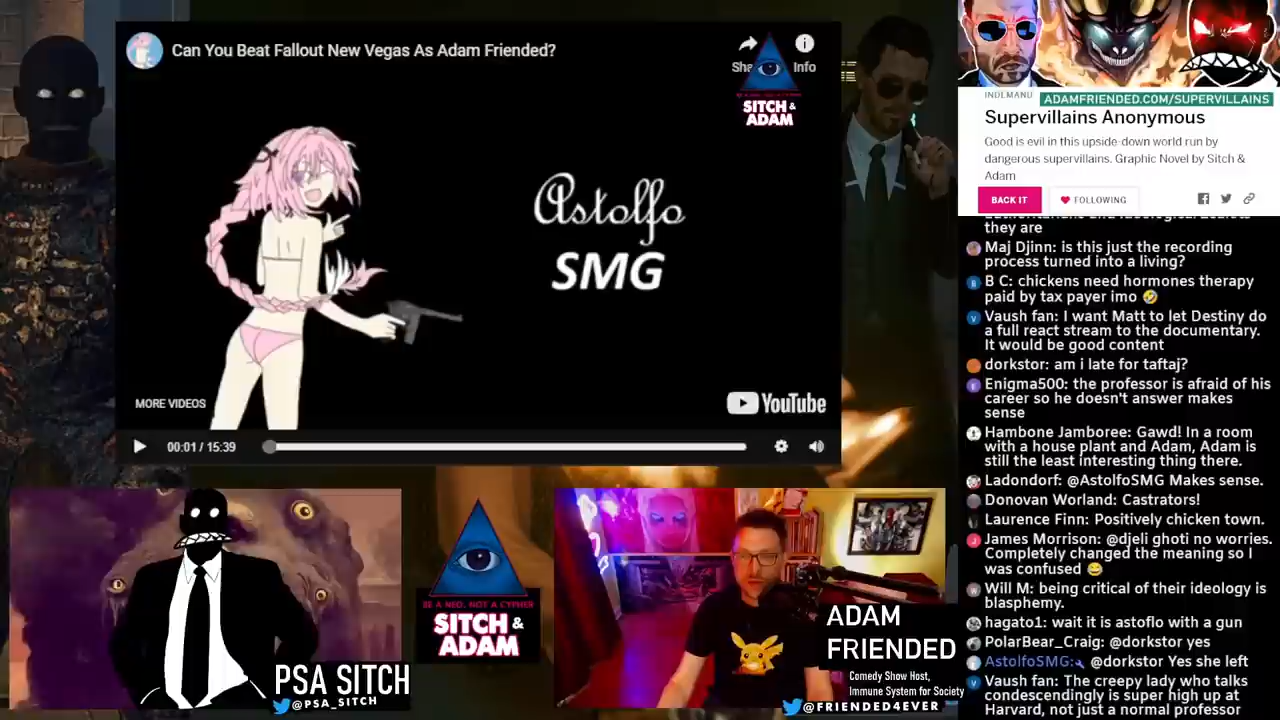 Can You Beat Fallout New Vegas As Adam Friended?
Info
SITCH &
ADAM
Astolfo
SMG
MORE VIDEOS
YouTube
00:01 / 15:39
ADAMFRIENDED.COM/SUPERVILLAINS
Supervillains Anonymous
Good is evil in this upside-down world run by
dangerous supervillains. Graphic Novel by Sitch &
Adam
BACK IT
FOLLOWING
they are
Maj Djinn: is this just the recording
process turned into a living?
B C: chickens need hormones therapy
paid by tax payer imo 🤣
Vaush fan: I want Matt to let Destiny do
a full react stream to the documentary.
It would be good content
dorkstor: am i late for taftaj?
Enigma500: the professor is afraid of his
career so he doesn't answer makes
sense
Hambone Jamboree: Gawd! In a room
with a house plant and Adam, Adam is
still the least interesting thing there.
Ladondorf: @AstolfoSMG Makes sense.
Donovan Worland: Castrators!
Laurence Finn: Positively chicken town.
James Morrison: @djeli ghoti no worries.
Completely changed the meaning so I
was confused 😅
Will M: being critical of their ideology is
blasphemy.
hagato1: wait it is astoflo with a gun
PolarBear_Craig: @dorkstor yes
AstolfoSMG: @dorkstor Yes she left
Vaush fan: The creepy lady who talks
condescendingly is super high up at
Harvard, not just a normal professor
PSA SITCH
@PSA_SITCH
BE A NEO, NOT A CYPHER
SITCH &
ADAM
ADAM
FRIENDED
Comedy Show Host,
Immune System for Society
@FRIENDED4EVER